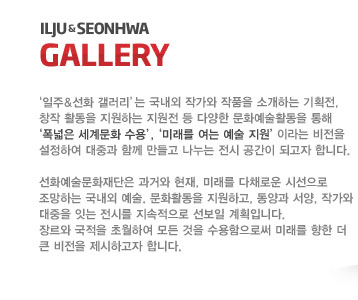 ILJU&SEONHWA
GALLERY
‘일주&선화 갤러리’는 국내외 작가와 작품을 소개하는 기획전,
창작 활동을 지원하는 지원전 등 다양한 문화예술활동을 통해
‘폭넓은 세계문화 수용’, ‘미래를 여는 예술 지원’ 이라는 비전을
설정하여 대중과 함께 만들고 나누는 전시 공간이 되고자 합니다.
선화예술문화재단은 과거와 현재, 미래를 다채로운 시선으로
조망하는 국내외 예술, 문화활동을 지원하고, 동양과 서양, 작가와
대중을 잇는 전시를 지속적으로 선보일 계획입니다.
장르와 국적을 초월하여 모든 것을 수용함으로써 미래를 향한 더
큰 비전을 제시하고자 합니다.